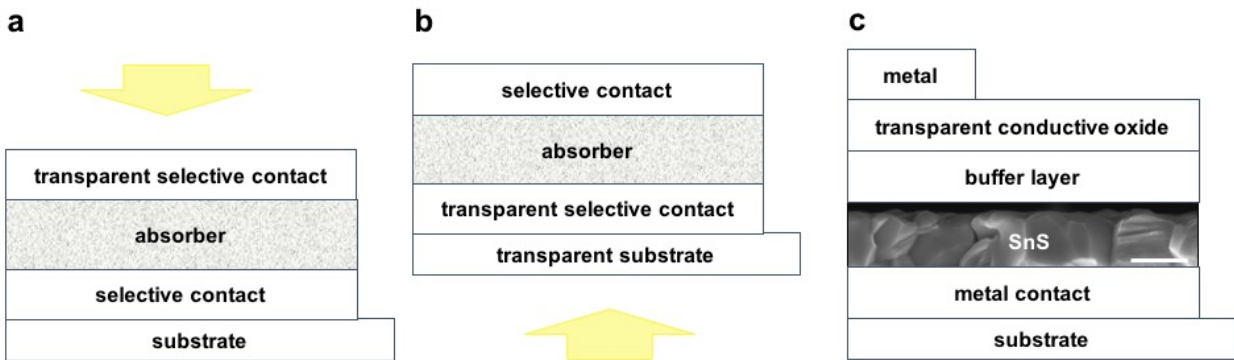 a
transparent selective contact
absorber
selective contact
substrate
b
selective contact
absorber
transparent selective contact
transparent substrate
c
metal
transparent conductive oxide
buffer layer
SnS
metal contact
substrate